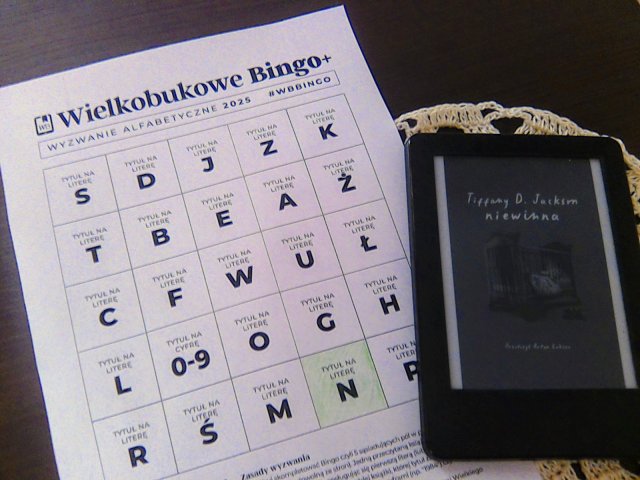 Wielkobukowe Bingo+
WYZWANIE ALFABETYCZNE 2025 #WBBINGO
TYTUŁ NA LITERĘ S
TYTUŁ NA LITERĘ D
TYTUŁ NA LITERĘ J
TYTUŁ NA LITERĘ Z
TYTUŁ NA LITERĘ K
TYTUŁ NA LITERĘ T
TYTUŁ NA LITERĘ B
TYTUŁ NA LITERĘ E
TYTUŁ NA LITERĘ A
TYTUŁ NA LITERĘ Ż
TYTUŁ NA LITERĘ C
TYTUŁ NA LITERĘ F
TYTUŁ NA LITERĘ W
TYTUŁ NA LITERĘ U
TYTUŁ NA LITERĘ Ł
TYTUŁ NA LITERĘ L
TYTUŁ NA CYFRĘ 0-9
TYTUŁ NA LITERĘ O
TYTUŁ NA LITERĘ G
TYTUŁ NA LITERĘ H
TYTUŁ NA LITERĘ R
TYTUŁ NA LITERĘ Ś
TYTUŁ NA LITERĘ M
TYTUŁ NA LITERĘ N
Zasady wyzwania
Tiffany D. Jackson
niewinna